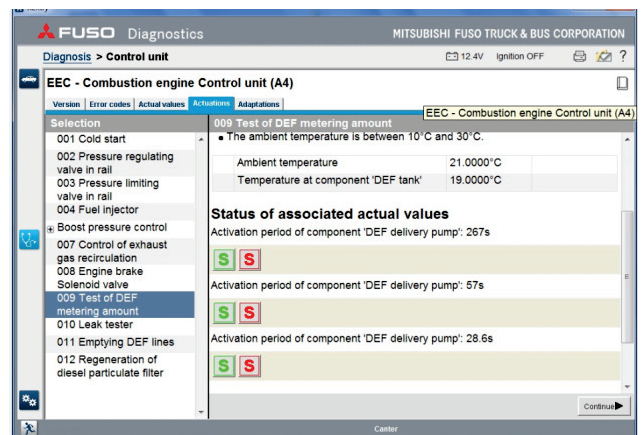 FUSO Diagnostics
MITSUBISHI FUSO TRUCK & BUS CORPORATION
Diagnosis > Control unit
12.4V Ignition OFF
?
EEC - Combustion engine Control unit (A4)
Version Error codes Actual values Actuations Adaptations
EEC - Combustion engine Control unit (A4)
Selection
001 Cold start
002 Pressure regulating
valve in rail
003 Pressure limiting
valve in rail
004 Fuel injector
Boost pressure control
007 Control of exhaust
gas recirculation
008 Engine brake
Solenoid valve
009 Test of DEF
metering amount
010 Leak tester
011 Emptying DEF lines
012 Regeneration of
diesel particulate filter
009 Test of DEF metering amount
▪ The ambient temperature is between 10°C and 30°C.
Ambient temperature 21.0000°C
Temperature at component 'DEF tank' 19.0000°C
Status of associated actual values
Activation period of component 'DEF delivery pump': 267s
S S
Activation period of component 'DEF delivery pump': 57s
S S
Activation period of component 'DEF delivery pump': 28.6s
S S
Continue
Canter